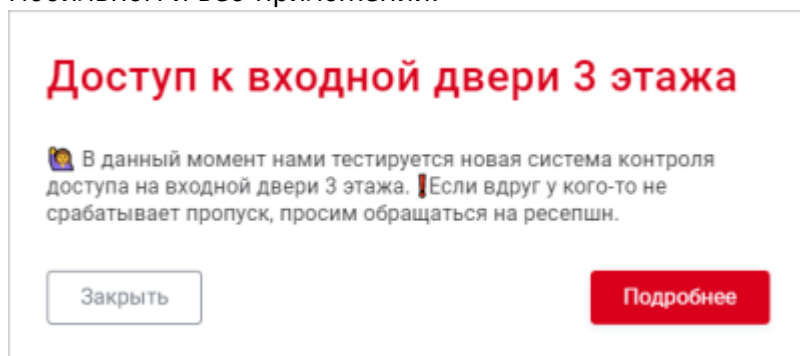 Доступ к входной двери 3 этажа
🙋 В данный момент нами тестируется новая система контроля
доступа на входной двери 3 этажа. ❗Если вдруг у кого-то не
срабатывает пропуск, просим обращаться на ресепшн.
Закрыть
Подробнее